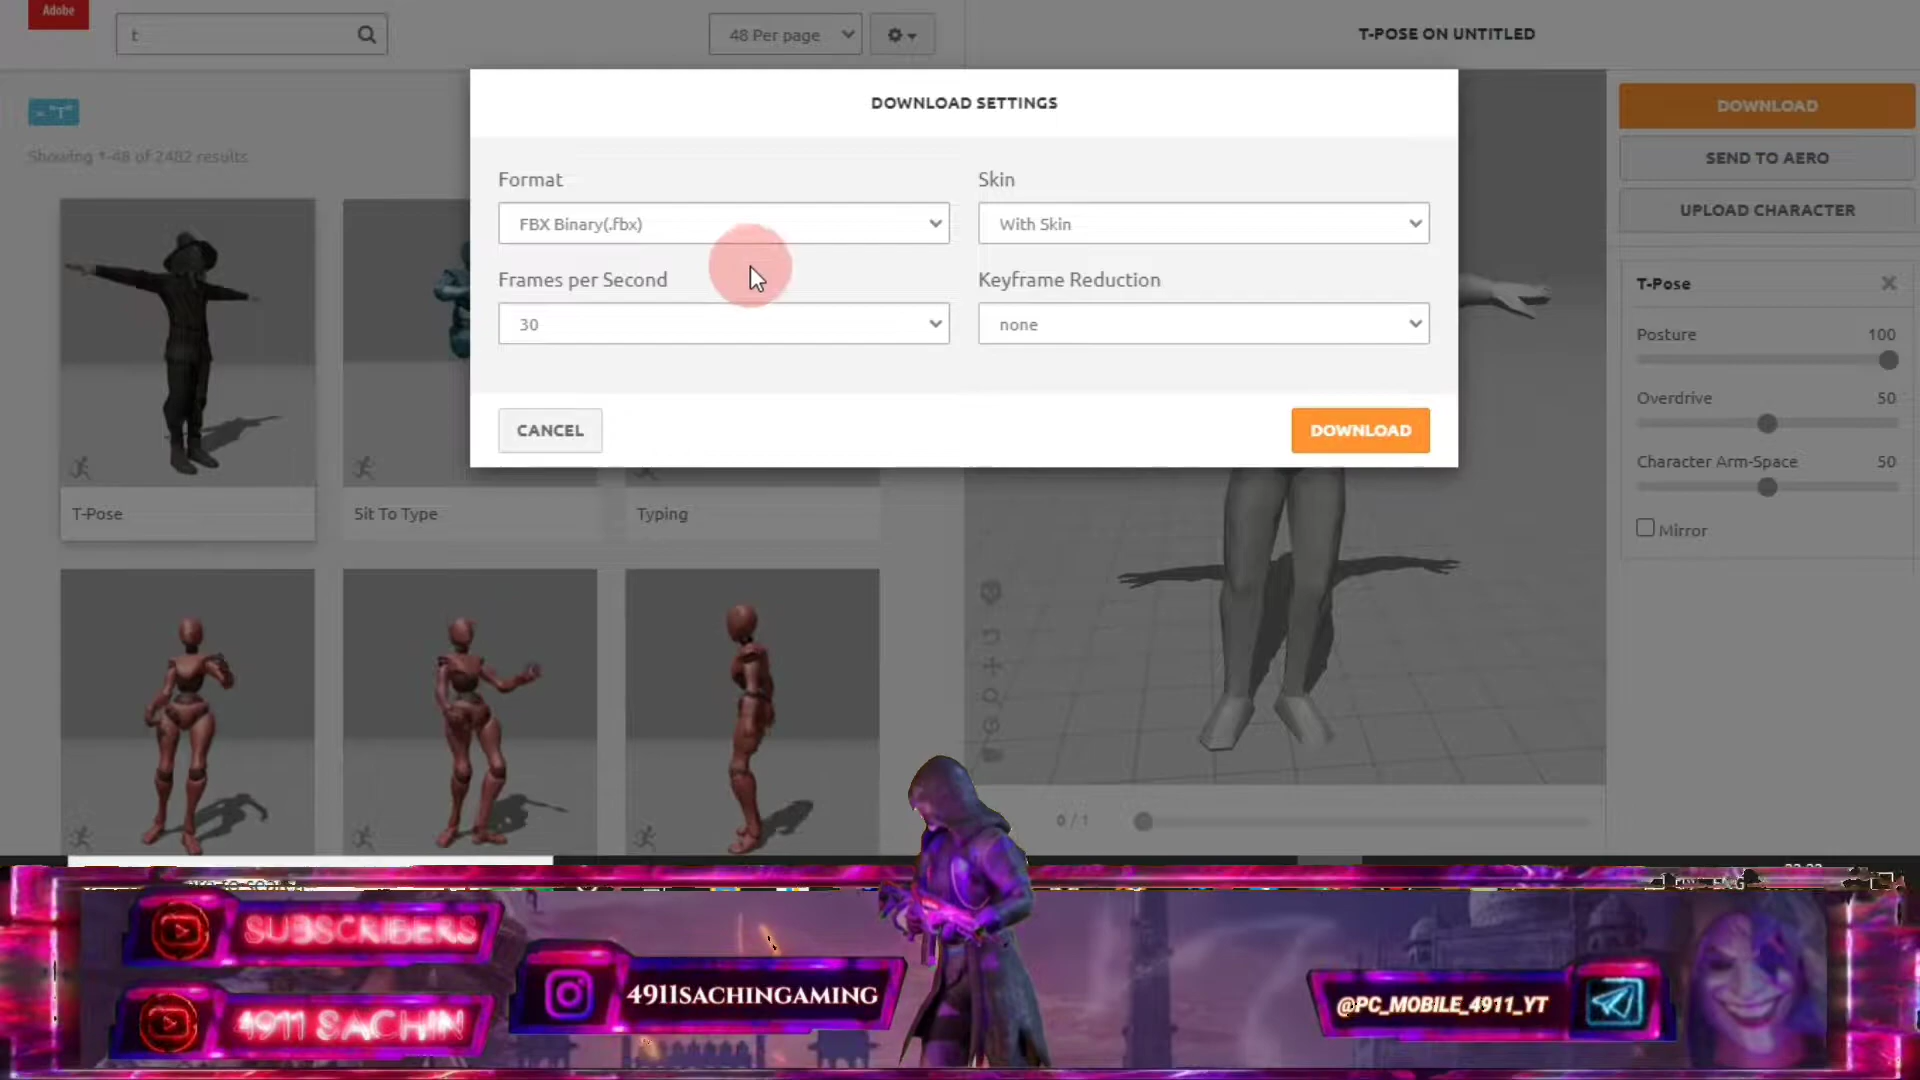 Adobe
t
48 Per page
T-POSE ON UNTITLED
DOWNLOAD SETTINGS
DOWNLOAD
SEND TO AERO
UPLOAD CHARACTER
= "T"
Showing 1-48 of 2482 results
Format
FBX Binary(.fbx)
Skin
With Skin
Frames per Second
30
Keyframe Reduction
none
CANCEL
DOWNLOAD
T-Pose
Posture 100
Overdrive 50
Character Arm-Space 50
Mirror
T-Pose
Sit To Type
Typing
0 / 1
SUBSCRIBERS
4911 SACHIN
4911SACHINGAMING
@PC_MOBILE_4911_YT